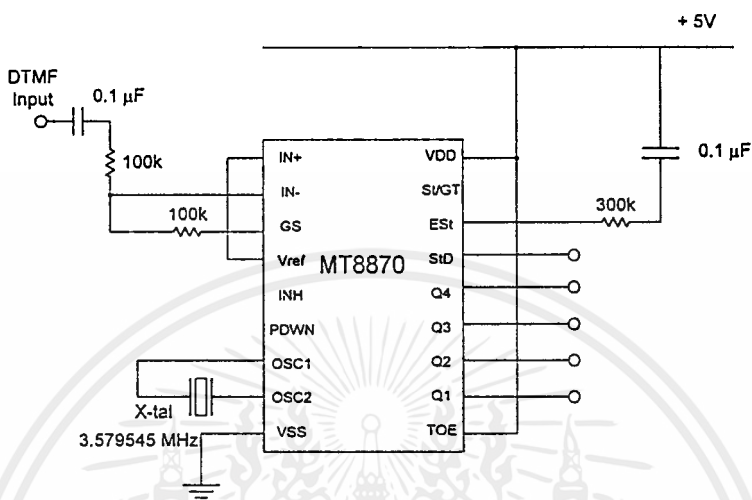 + 5V
DTMF
Input
0.1 µF
100k
100k
0.1 µF
300k
MT8870
IN+
IN-
GS
Vref
INH
PDWN
OSC1
OSC2
VSS
VDD
St/GT
ESt
StD
Q4
Q3
Q2
Q1
TOE
X-tal
3.579545 MHz